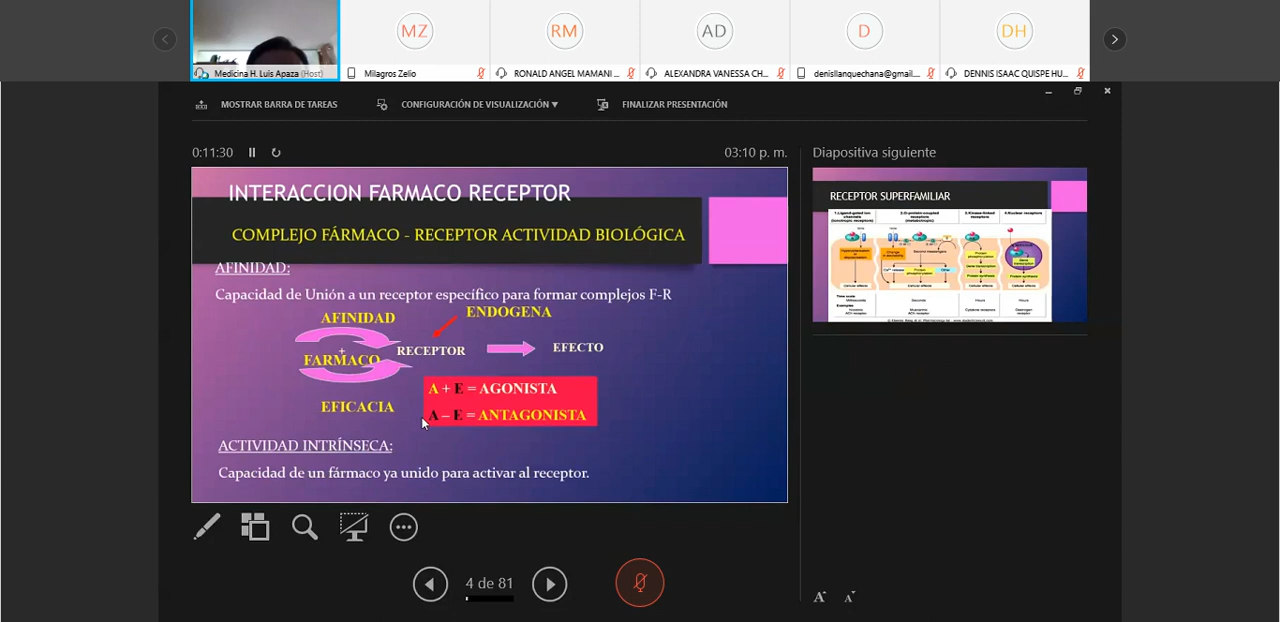 MZ
RM
AD
D
DH
Medicina H. Luis Apaza (Host)
Milagros Zelio
RONALD ANGEL MAMANI ...
ALEXANDRA VANESSA CH...
denisllanquechana@gmail....
DENNIS ISAAC QUISPE HU...
MOSTRAR BARRA DE TAREAS
CONFIGURACIÓN DE VISUALIZACIÓN ▼
FINALIZAR PRESENTACIÓN
0:11:30
03:10 p. m.
INTERACCION FARMACO RECEPTOR
COMPLEJO FÁRMACO - RECEPTOR ACTIVIDAD BIOLÓGICA
AFINIDAD:
Capacidad de Unión a un receptor específico para formar complejos F-R
AFINIDAD
ENDOGENA
+
FARMACO
RECEPTOR
EFECTO
A + E = AGONISTA
EFICACIA
A – E = ANTAGONISTA
ACTIVIDAD INTRÍNSECA:
Capacidad de un fármaco ya unido para activar al receptor.
4 de 81
Diapositiva siguiente
RECEPTOR SUPERFAMILIAR
A
A